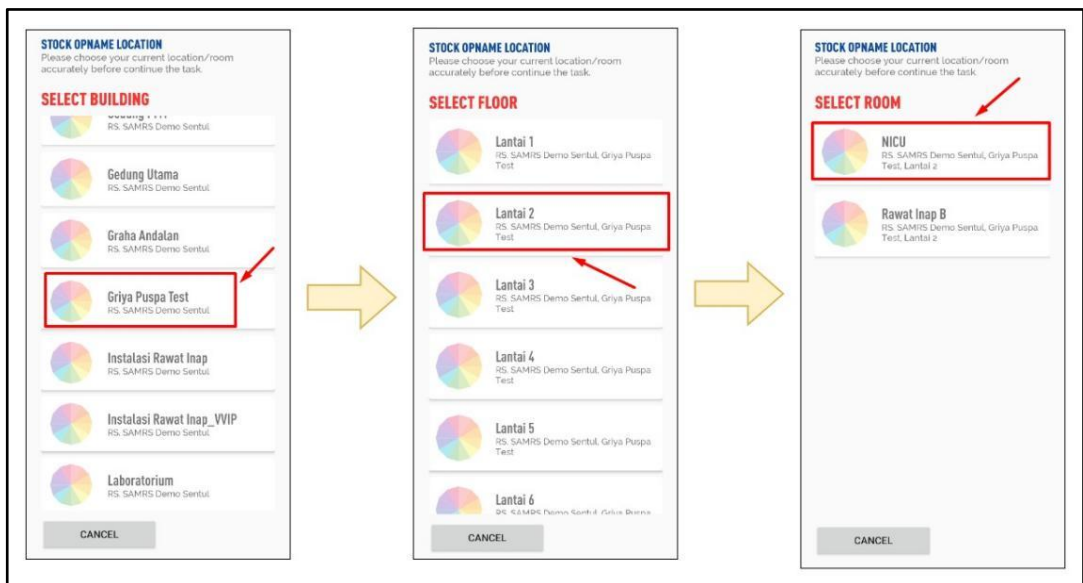 STOCK OPNAME LOCATION
Please choose your current location/room
accurately before continue the task.
SELECT BUILDING
RS. SAMRS Demo Sentul
Gedung Utama
RS. SAMRS Demo Sentul
Graha Andalan
RS. SAMRS Demo Sentul
Griya Puspa Test
RS. SAMRS Demo Sentul
Instalasi Rawat Inap
RS. SAMRS Demo Sentul
Instalasi Rawat Inap_VVIP
RS. SAMRS Demo Sentul
Laboratorium
RS. SAMRS Demo Sentul
CANCEL
STOCK OPNAME LOCATION
Please choose your current location/room
accurately before continue the task.
SELECT FLOOR
Lantai 1
RS. SAMRS Demo Sentul, Griya Puspa
Test
Lantai 2
RS. SAMRS Demo Sentul, Griya Puspa
Test
Lantai 3
RS. SAMRS Demo Sentul, Griya Puspa
Test
Lantai 4
RS. SAMRS Demo Sentul, Griya Puspa
Test
Lantai 5
RS. SAMRS Demo Sentul, Griya Puspa
Test
Lantai 6
RS. SAMRS Demo Sentul, Griya Puspa
CANCEL
STOCK OPNAME LOCATION
Please choose your current location/room
accurately before continue the task.
SELECT ROOM
NICU
RS. SAMRS Demo Sentul, Griya Puspa
Test, Lantai 2
Rawat Inap B
RS. SAMRS Demo Sentul, Griya Puspa
Test, Lantai 2
CANCEL